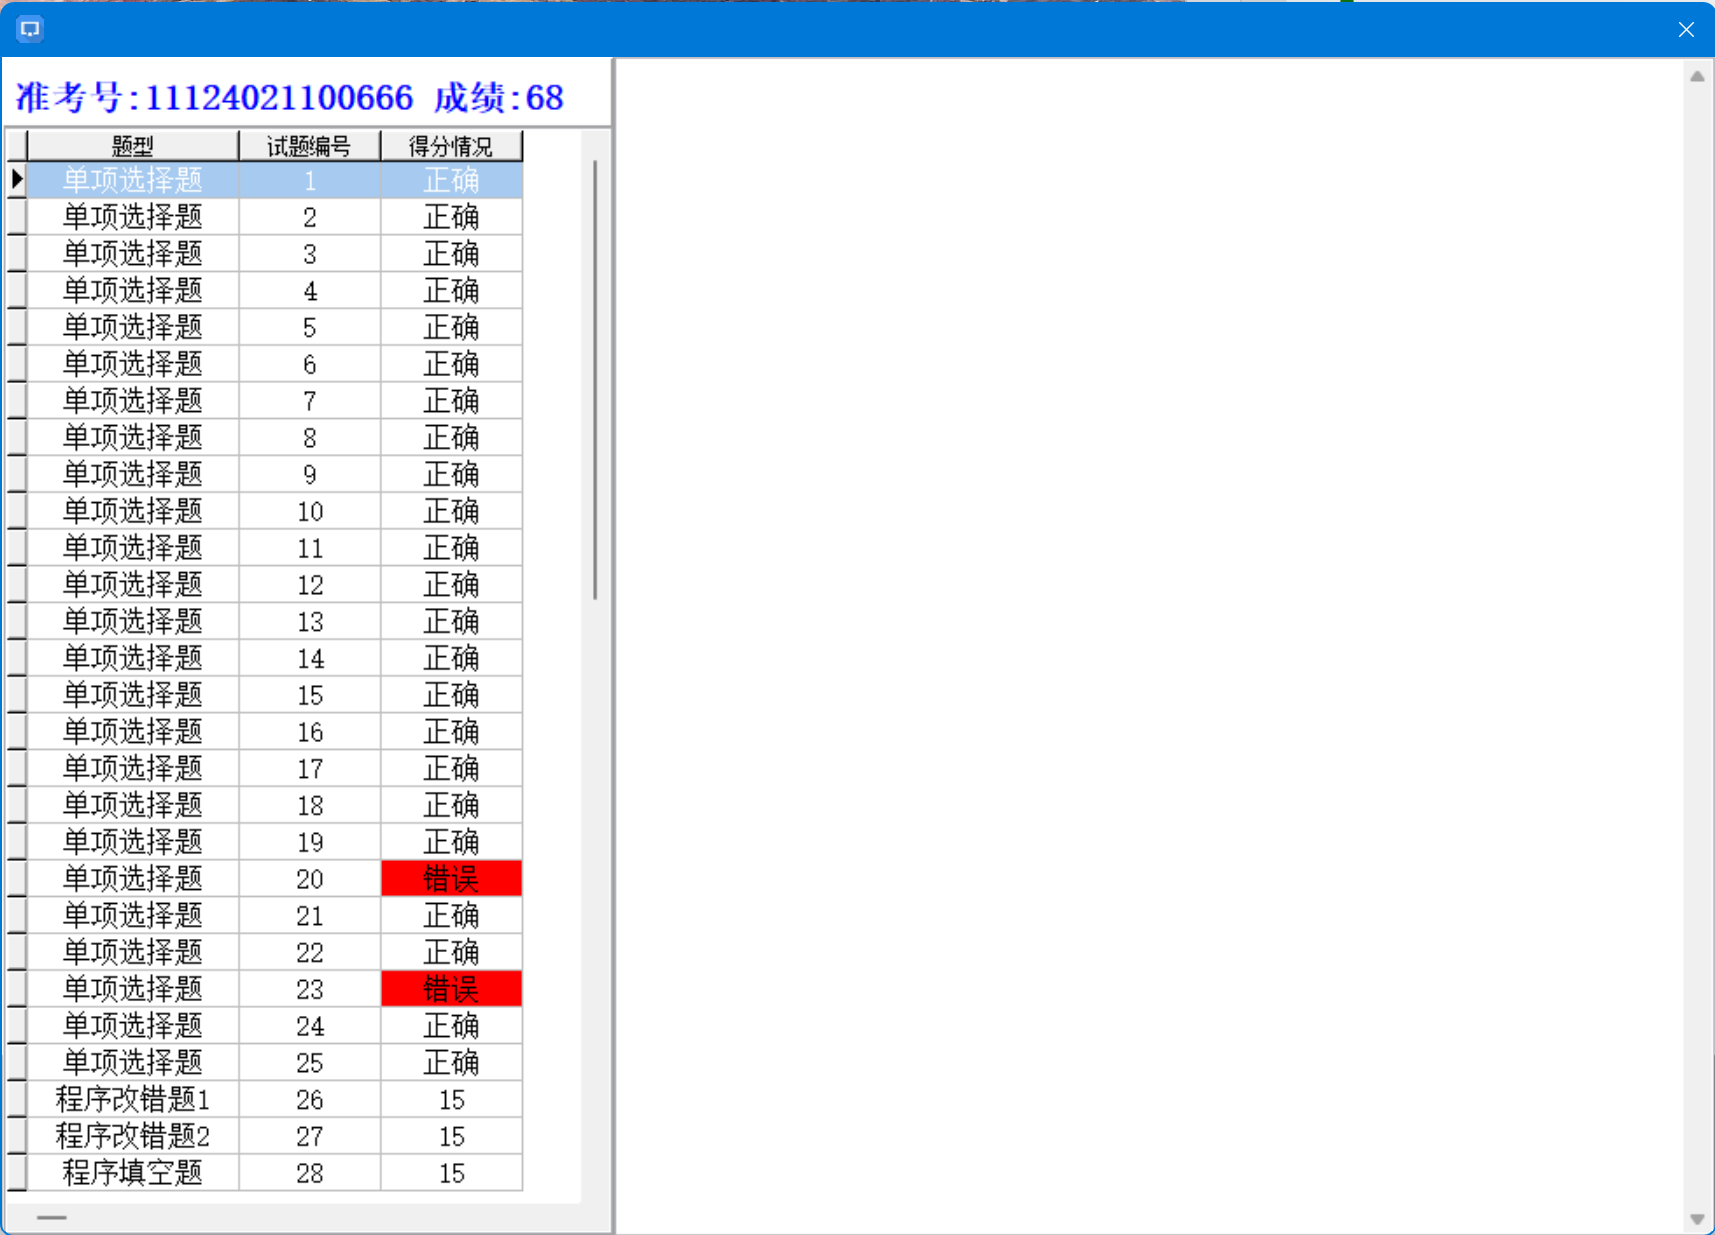 准考号:11124021100666 成绩:68
题型 试题编号 得分情况
单项选择题 1 正确
单项选择题 2 正确
单项选择题 3 正确
单项选择题 4 正确
单项选择题 5 正确
单项选择题 6 正确
单项选择题 7 正确
单项选择题 8 正确
单项选择题 9 正确
单项选择题 10 正确
单项选择题 11 正确
单项选择题 12 正确
单项选择题 13 正确
单项选择题 14 正确
单项选择题 15 正确
单项选择题 16 正确
单项选择题 17 正确
单项选择题 18 正确
单项选择题 19 正确
单项选择题 20 错误
单项选择题 21 正确
单项选择题 22 正确
单项选择题 23 错误
单项选择题 24 正确
单项选择题 25 正确
程序改错题1 26 15
程序改错题2 27 15
程序填空题 28 15